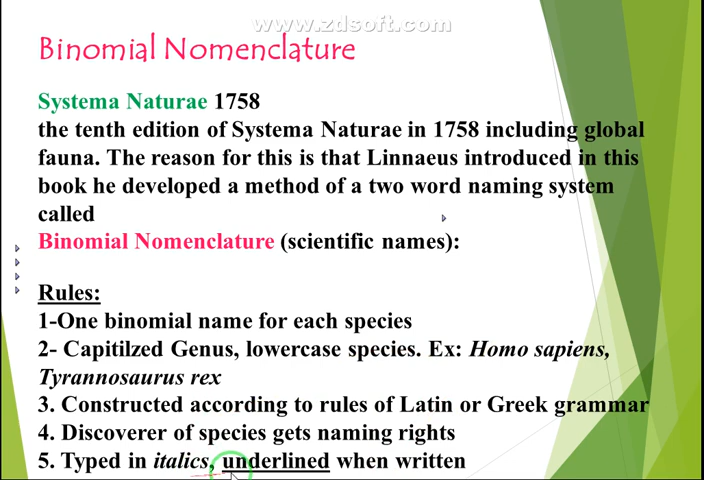 www.zdsoft.com
Binomial Nomenclature
Systema Naturae 1758
the tenth edition of Systema Naturae in 1758 including global
fauna. The reason for this is that Linnaeus introduced in this
book he developed a method of a two word naming system
called
Binomial Nomenclature (scientific names):
Rules:
1-One binomial name for each species
2- Capitilzed Genus, lowercase species. Ex: Homo sapiens,
Tyrannosaurus rex
3. Constructed according to rules of Latin or Greek grammar
4. Discoverer of species gets naming rights
5. Typed in italics, underlined when written